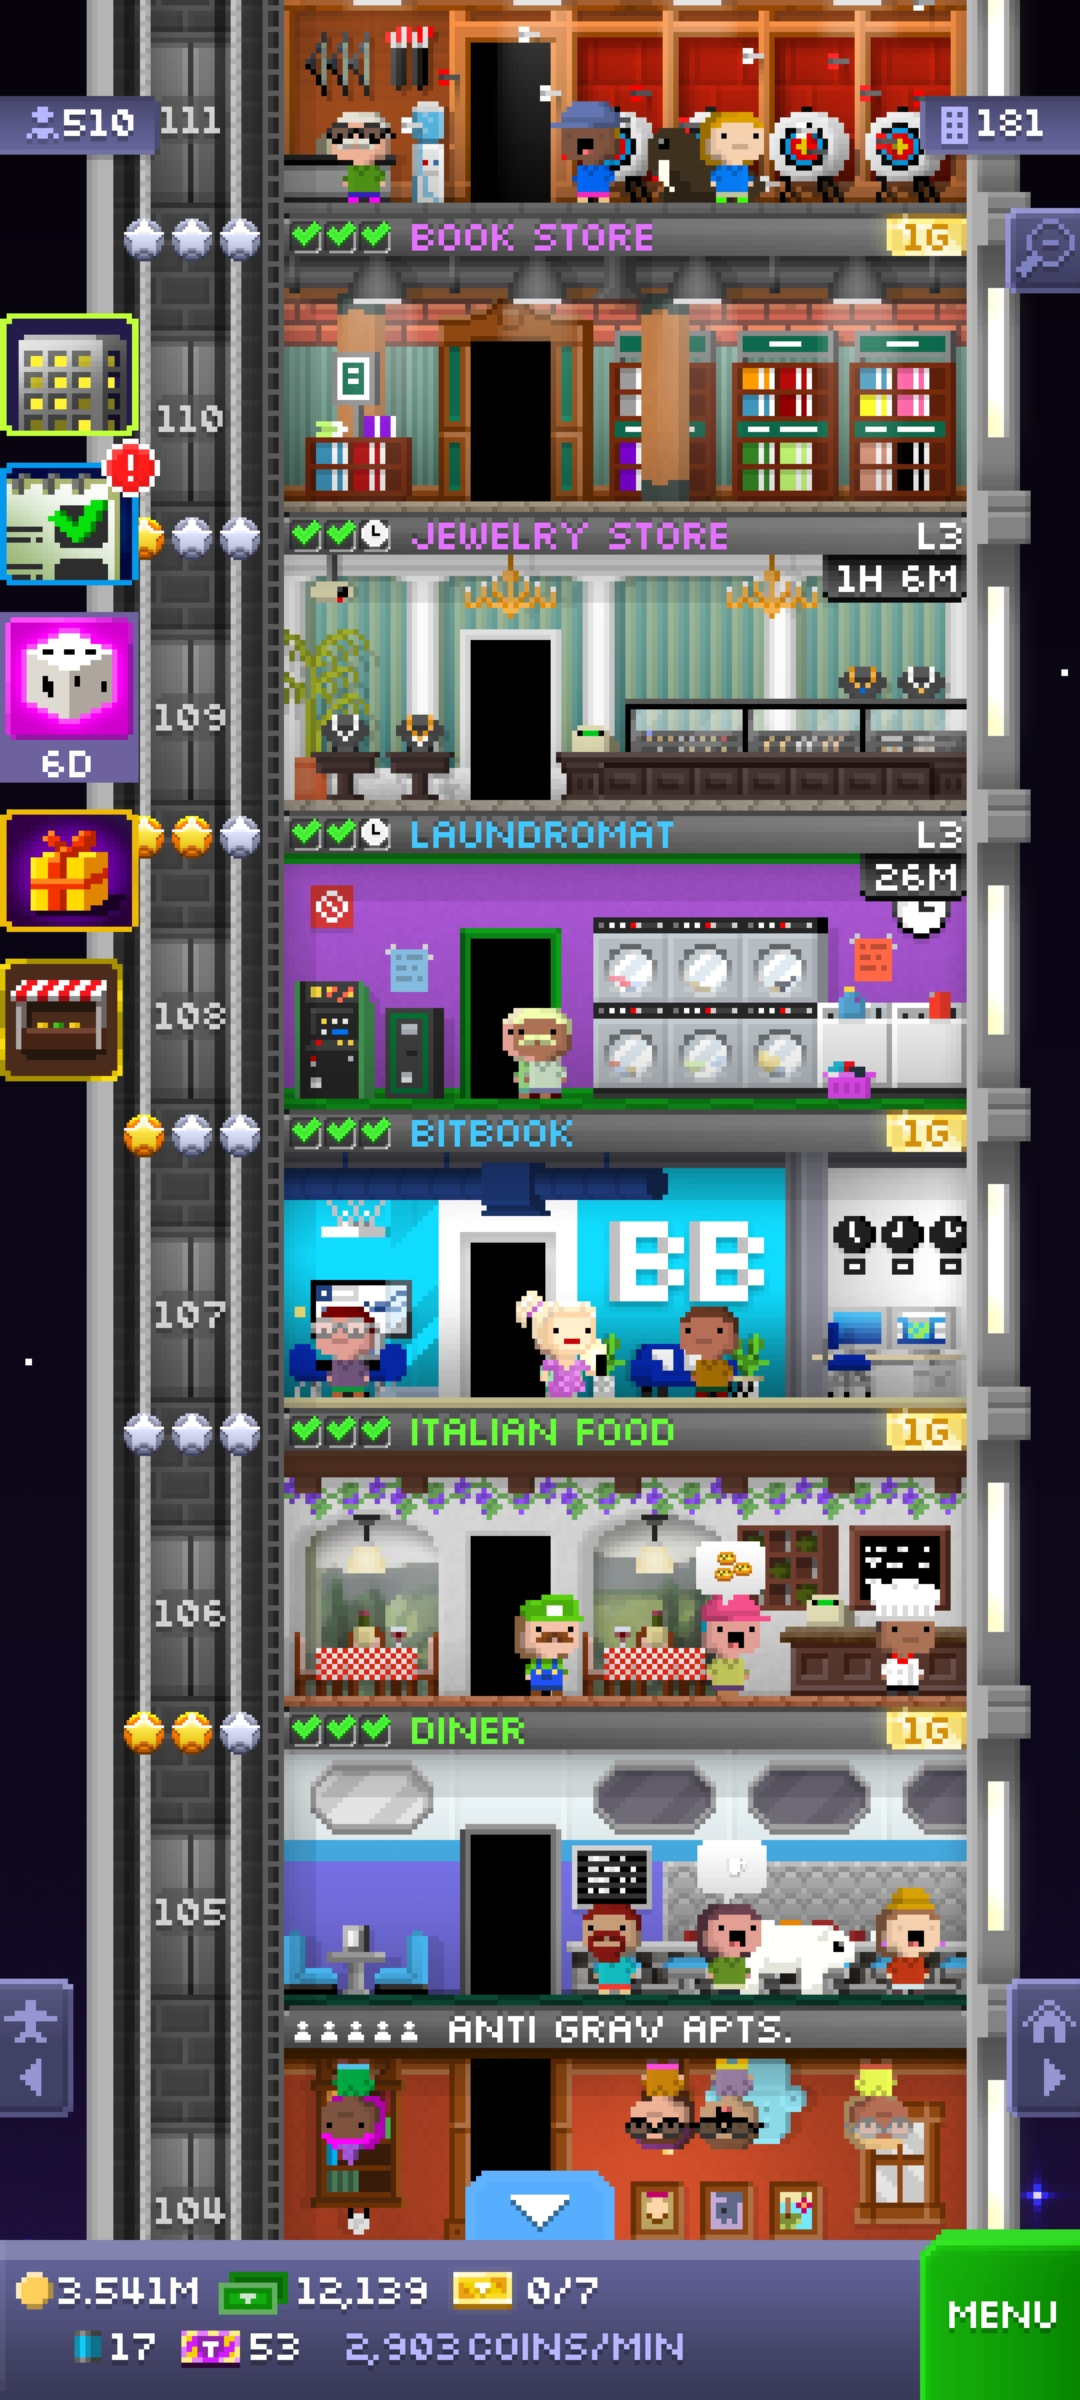 111
510
181
BOOK STORE 1G
110
JEWELRY STORE L3
1H 6M
109
6D
LAUNDROMAT L3
26M
108
BITBOOK 1G
BB
107
ITALIAN FOOD 1G
106
DINER 1G
105
ANTI GRAV APTS.
104
3.541M 12,139 0/7
MENU
17 53 2,903 COINS/MIN